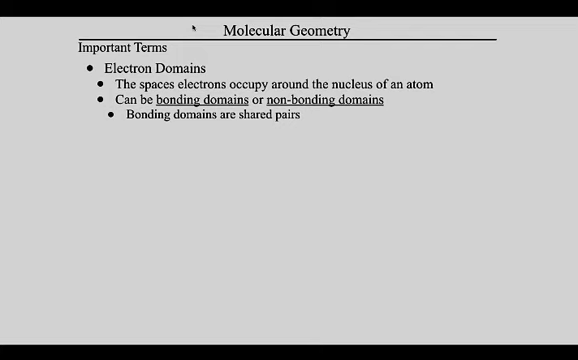 Molecular Geometry
Important Terms
● Electron Domains
● The spaces electrons occupy around the nucleus of an atom
● Can be bonding domains or non-bonding domains
● Bonding domains are shared pairs